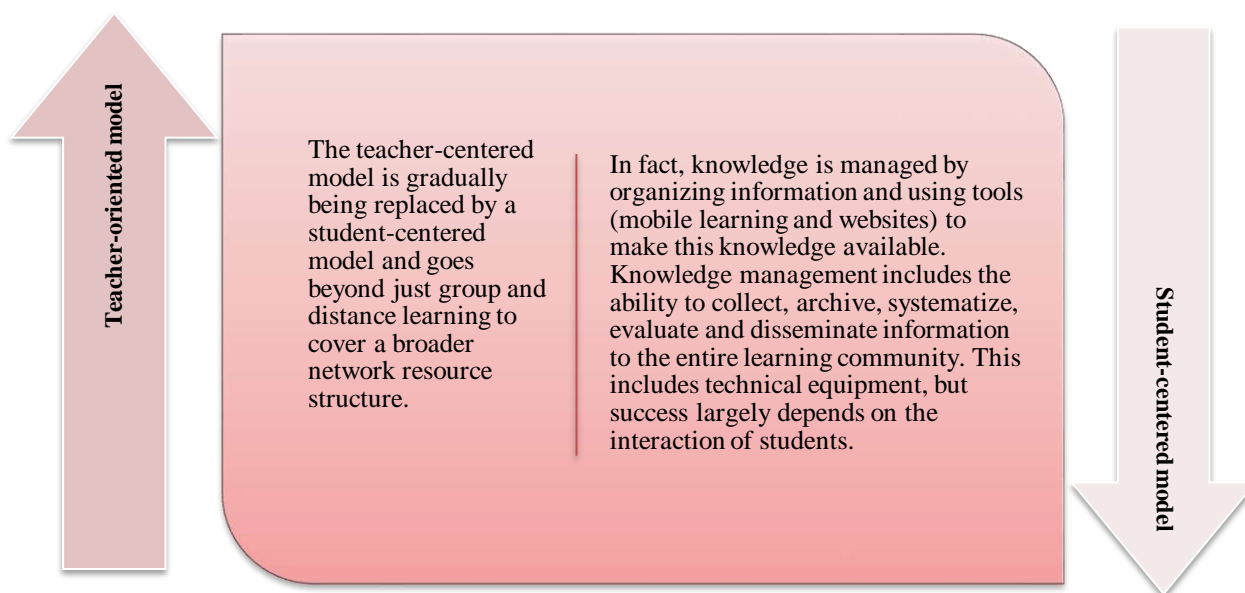 Teacher-oriented model
The teacher-centered
model is gradually
being replaced by a
student-centered
model and goes
beyond just group and
distance learning to
cover a broader
network resource
structure.
In fact, knowledge is managed by
organizing information and using tools
(mobile learning and websites) to
make this knowledge available.
Knowledge management includes the
ability to collect, archive, systematize,
evaluate and disseminate information
to the entire learning community. This
includes technical equipment, but
success largely depends on the
interaction of students.
Student-centered model